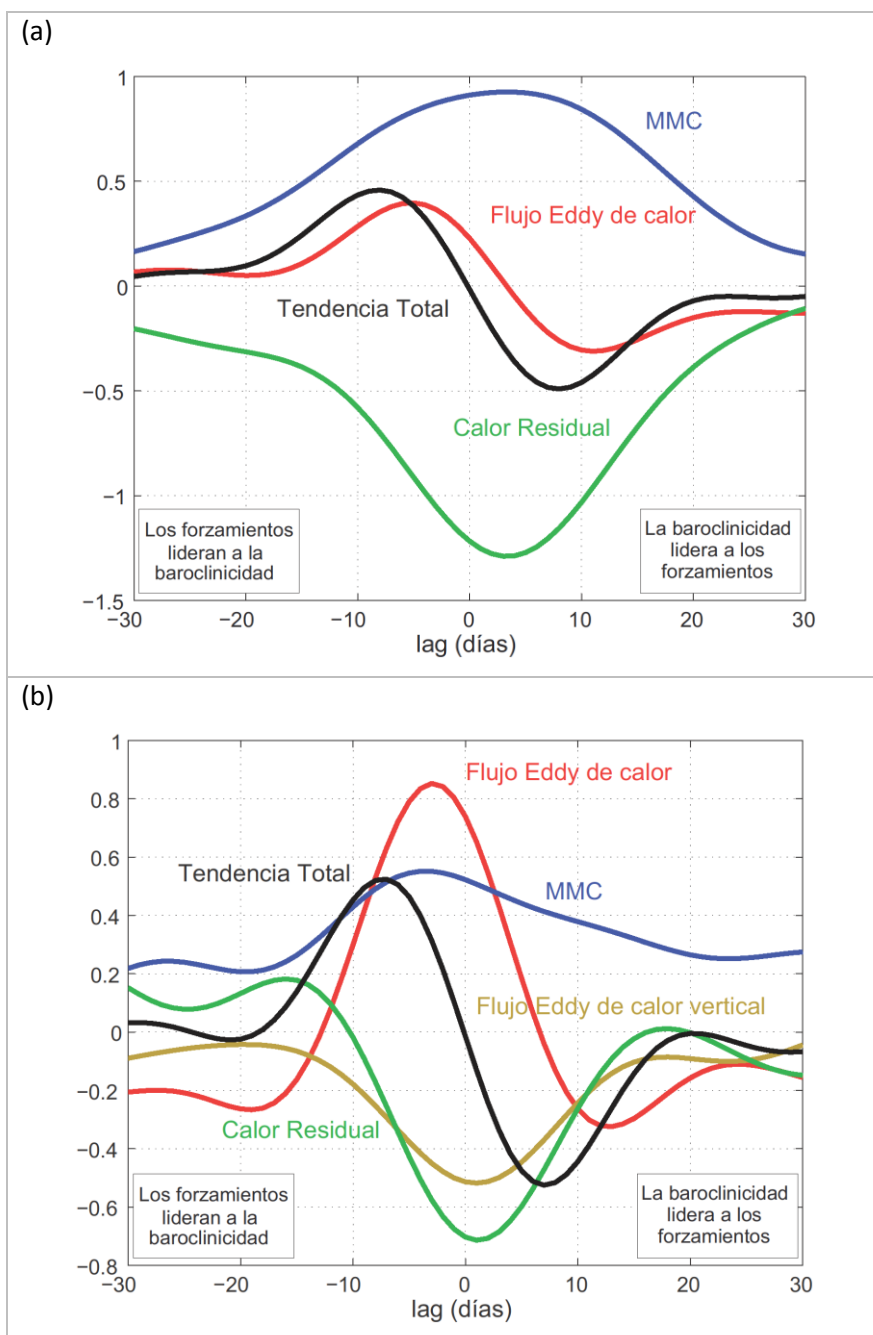 (a)
1
0.5
0
−0.5
−1
−1.5
MMC
Flujo Eddy de calor
Tendencia Total
Calor Residual
Los forzamientos
lideran a la
baroclinicidad
La baroclinicidad
lidera a los
forzamientos
−30
−20
−10
0
10
20
30
lag (días)
(b)
1
0.8
0.6
0.4
0.2
0
−0.2
−0.4
−0.6
−0.8
Flujo Eddy de calor
Tendencia Total
MMC
Flujo Eddy de calor vertical
Calor Residual
Los forzamientos
lideran a la
baroclinicidad
La baroclinicidad
lidera a los
forzamientos
−30
−20
−10
0
10
20
30
lag (días)